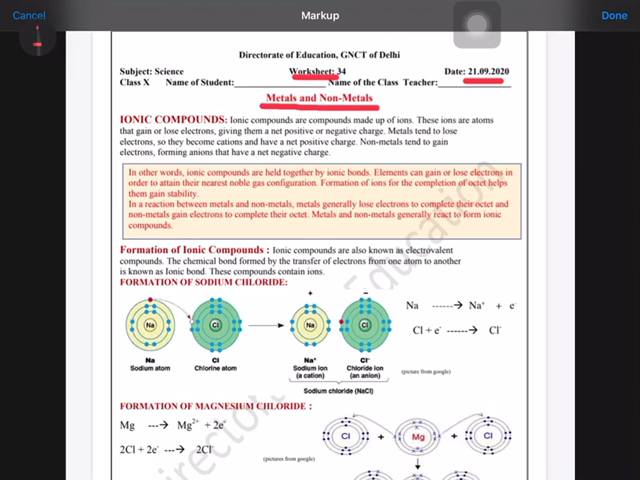 Cancel Markup Done
Directorate of Education, GNCT of Delhi
Subject: Science Worksheet: 34 Date: 21.09.2020
Class X Name of Student:____________________ Name of the Class Teacher:______________
Metals and Non-Metals
IONIC COMPOUNDS: Ionic compounds are compounds made up of ions. These ions are atoms
that gain or lose electrons, giving them a net positive or negative charge. Metals tend to lose
electrons, so they become cations and have a net positive charge. Non-metals tend to gain
electrons, forming anions that have a net negative charge.
In other words, ionic compounds are held together by ionic bonds. Elements can gain or lose electrons in
order to attain their nearest noble gas configuration. Formation of ions for the completion of octet helps
them gain stability.
In a reaction between metals and non-metals, metals generally lose electrons to complete their octet and
non-metals gain electrons to complete their octet. Metals and non-metals generally react to form ionic
compounds.
Formation of Ionic Compounds : Ionic compounds are also known as electrovalent
compounds. The chemical bond formed by the transfer of electrons from one atom to another
is known as Ionic bond. These compounds contain ions.
FORMATION OF SODIUM CHLORIDE:
+ −
Na Cl Na Cl
Na ------→ Na⁺ + e⁻
Cl + e⁻ ------→ Cl⁻
Na Cl Na⁺ Cl⁻
Sodium atom Chlorine atom Sodium ion Chloride ion
(a cation) (an anion)
(picture from google)
Sodium chloride (NaCl)
FORMATION OF MAGNESIUM CHLORIDE :
Mg ---→ Mg²⁺ + 2e⁻
2Cl + 2e⁻ ---→ 2Cl⁻
(pictures from google)
Cl + Mg + Cl
Directorate of Education